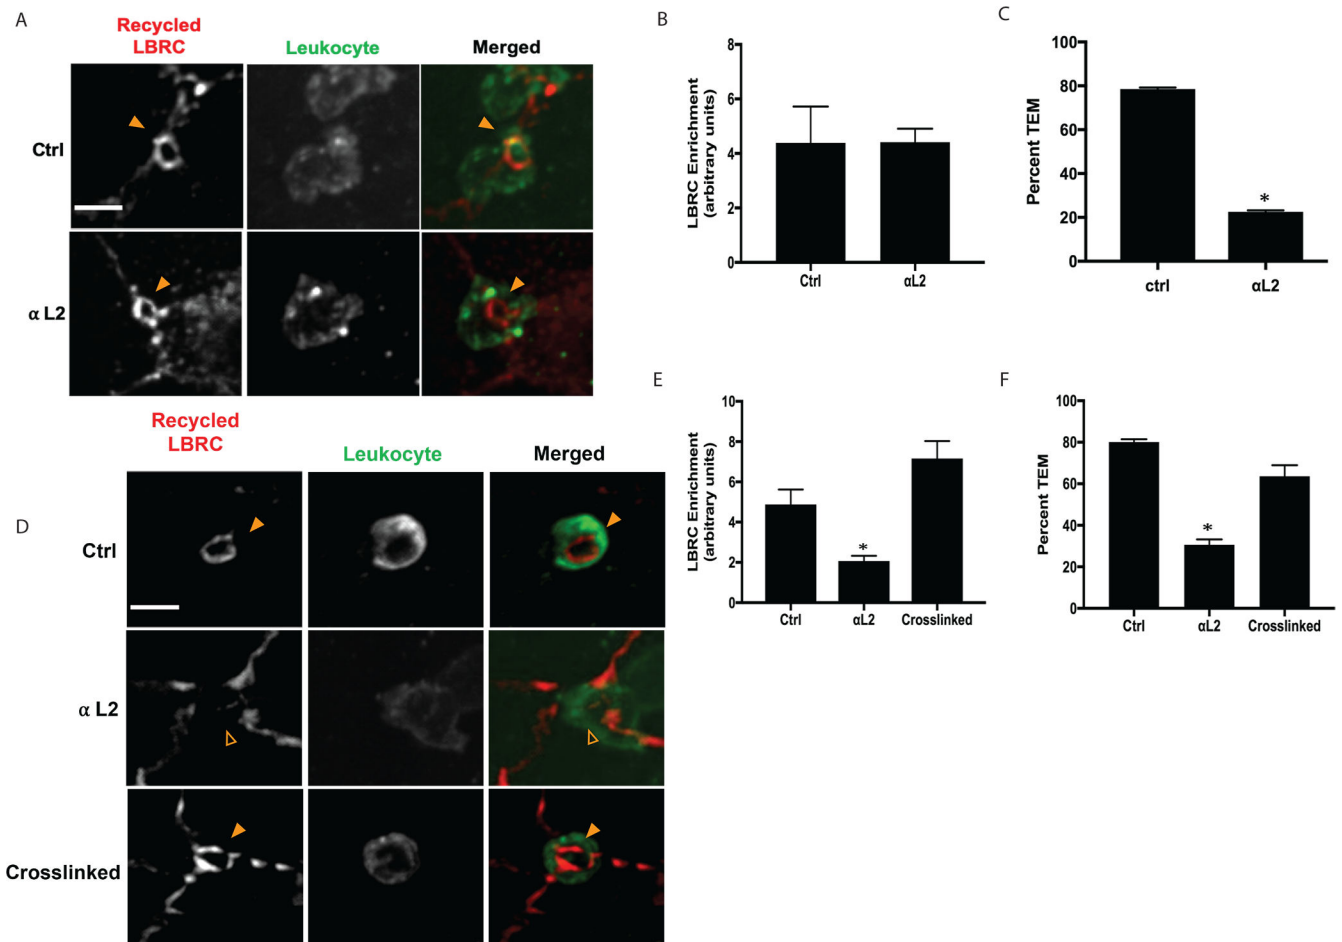 A
Recycled
LBRC
Leukocyte
Merged
Ctrl
α L2
B
LBRC Enrichment
(arbitrary units)
8
6
4
2
0
Ctrl
αL2
C
Percent TEM
100
80
60
40
20
0
*
ctrl
αL2
D
Recycled
LBRC
Leukocyte
Merged
Ctrl
α L2
Crosslinked
E
LBRC Enrichment
(arbitrary units)
10
8
6
4
2
0
*
Ctrl
αL2
Crosslinked
F
Percent TEM
100
80
60
40
20
0
*
Ctrl
αL2
Crosslinked